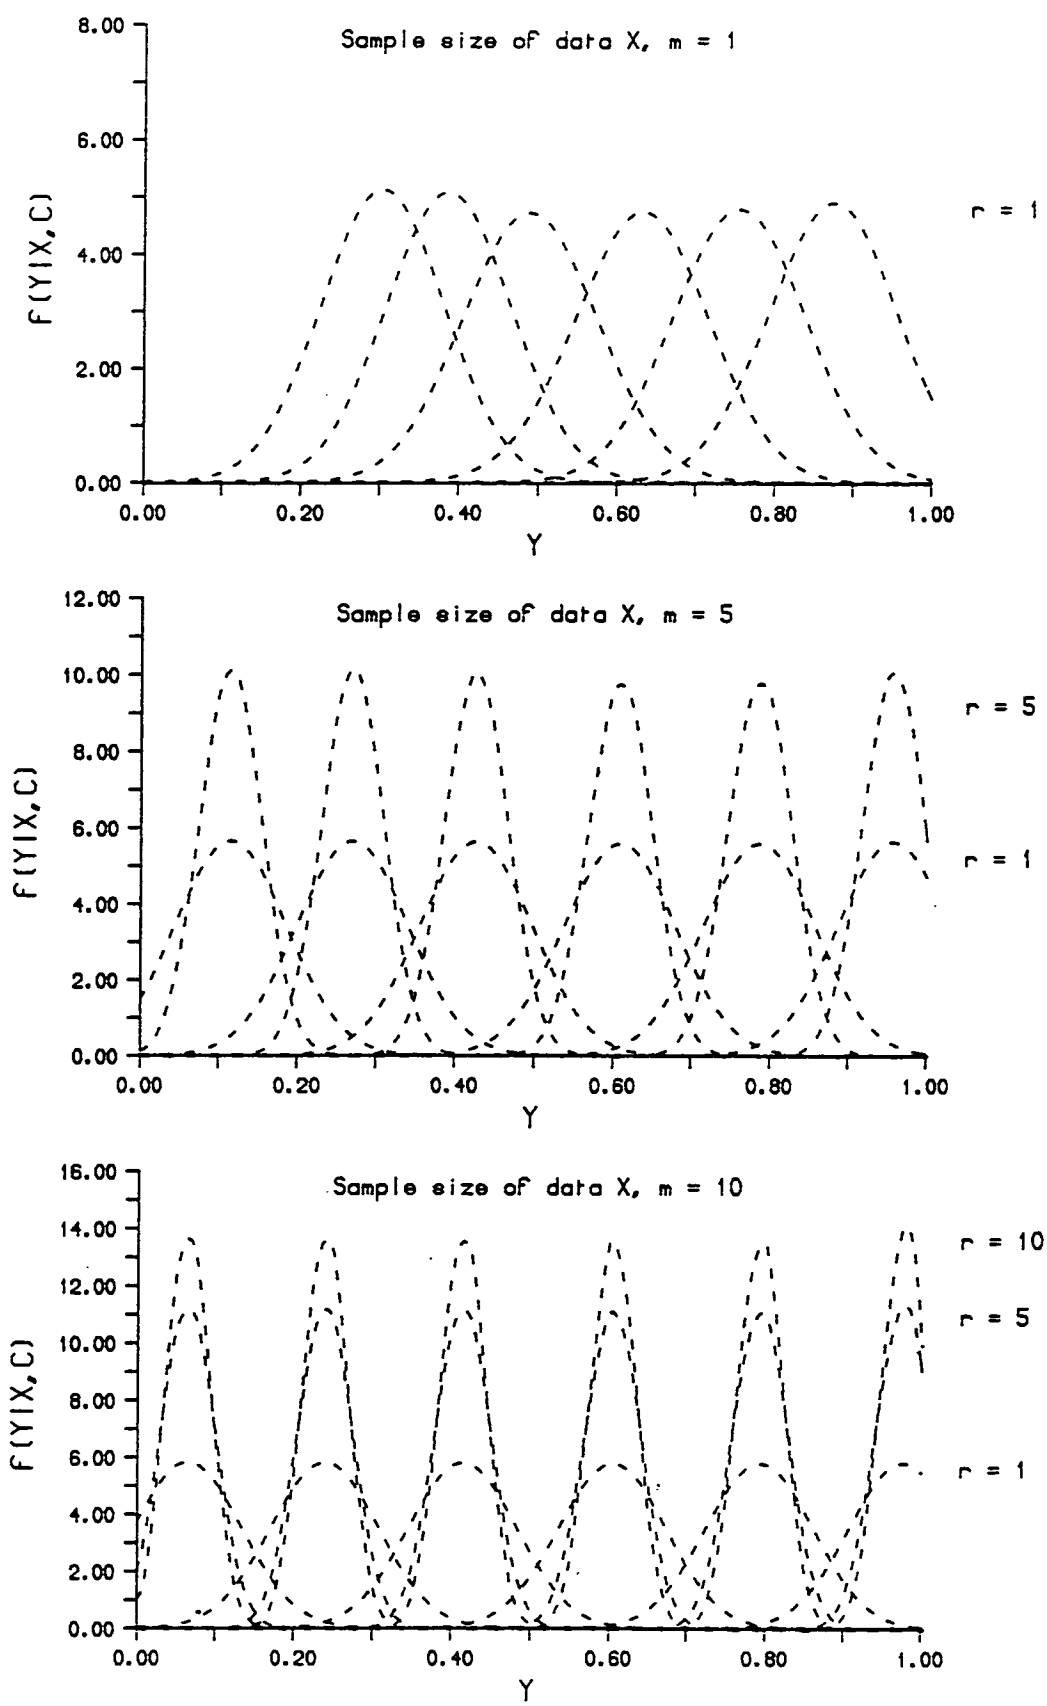 Sample size of data X, m = 1
8.00
6.00
4.00
2.00
0.00
f(Y|X,C)
r = 1
0.00 0.20 0.40 0.60 0.80 1.00
Y
Sample size of data X, m = 5
12.00
10.00
8.00
6.00
4.00
2.00
0.00
f(Y|X,C)
r = 5
r = 1
0.00 0.20 0.40 0.60 0.80 1.00
Y
Sample size of data X, m = 10
16.00
14.00
12.00
10.00
8.00
6.00
4.00
2.00
0.00
f(Y|X,C)
r = 10
r = 5
r = 1
0.00 0.20 0.40 0.60 0.80 1.00
Y